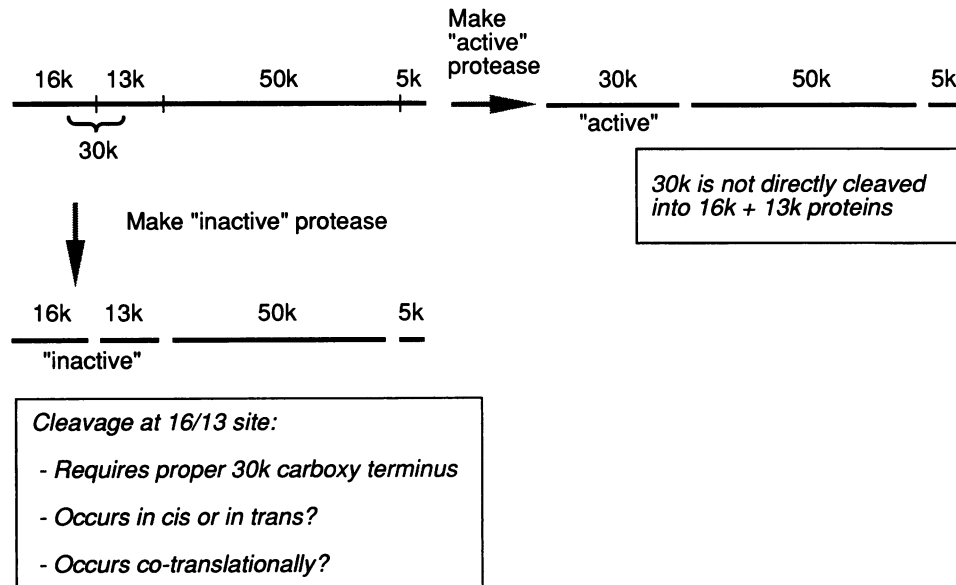 Make
"active"
protease
16k 13k 50k 5k
30k 50k 5k
"active"
30k
30k is not directly cleaved
into 16k + 13k proteins
Make "inactive" protease
16k 13k 50k 5k
"inactive"
Cleavage at 16/13 site:
- Requires proper 30k carboxy terminus
- Occurs in cis or in trans?
- Occurs co-translationally?